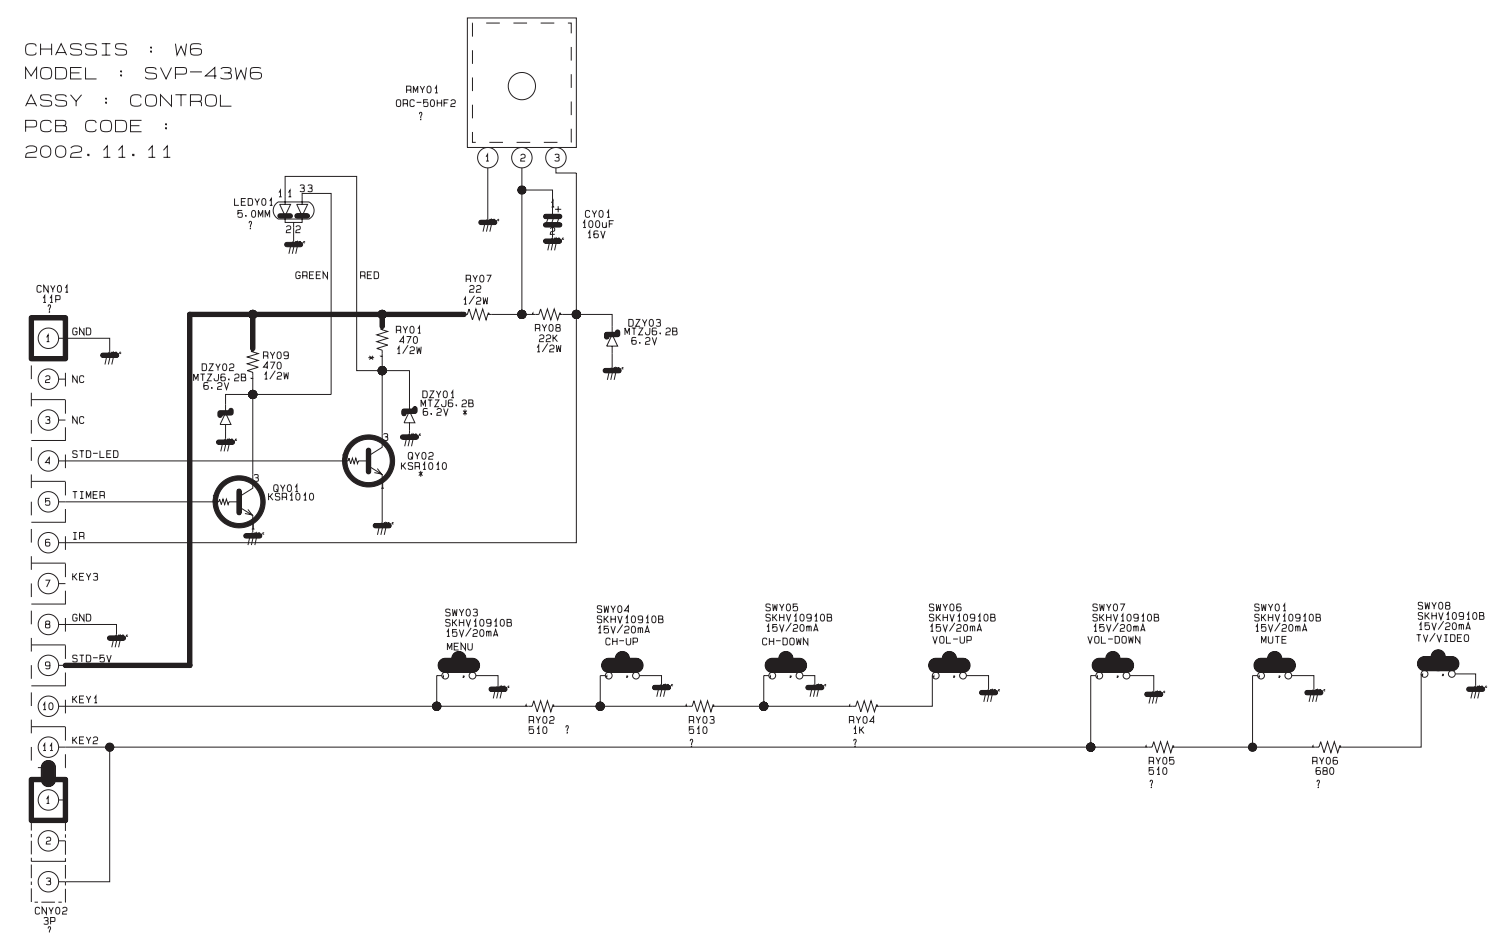 CHASSIS : W6
MODEL : SVP-43W6
ASSY : CONTROL
PCB CODE :
2002.11.11
RMY01
ORC-50HF2
?
1
2
3
LEDY01
5.0MM
?
1 1
33
2 2
GREEN
RED
1
+
2
CY01
100uF
16V
RY07
22
1/2W
RY08
22K
1/2W
DZY03
MTZJ6.2B
6.2V
RY01
470
1/2W
*
RY09
470
1/2W
DZY02
MTZJ6.2B
6.2V
DZY01
MTZJ6.2B
6.2V *
3
QY02
KSR1010
*
3
QY01
KSR1010
CNY01
11P
?
1 GND
2 NC
3 NC
4 STD-LED
5 TIMER
6 IR
7 KEY3
8 GND
9 STD-5V
10 KEY1
11 KEY2
1
2
3
CNY02
3P
?
SWY03
SKHV10910B
15V/20mA
MENU
SWY04
SKHV10910B
15V/20mA
CH-UP
SWY05
SKHV10910B
15V/20mA
CH-DOWN
SWY06
SKHV10910B
15V/20mA
VOL-UP
SWY07
SKHV10910B
15V/20mA
VOL-DOWN
SWY01
SKHV10910B
15V/20mA
MUTE
SWY08
SKHV10910B
15V/20mA
TV/VIDEO
RY02
510 ?
RY03
510
?
RY04
1K
?
RY05
510
?
RY06
680
?